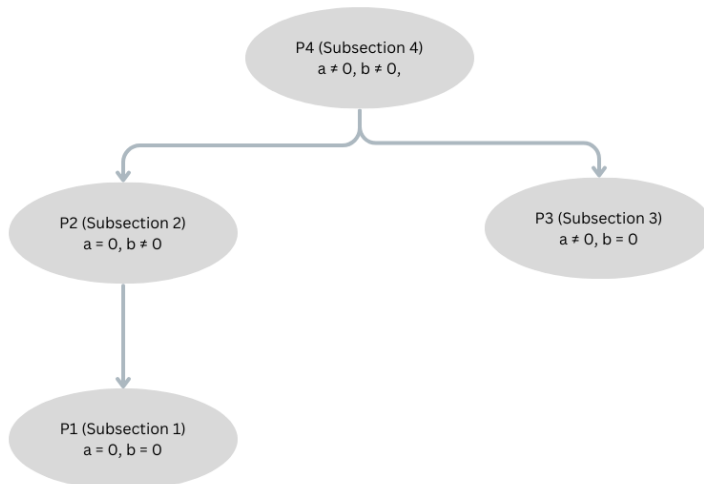 P4 (Subsection 4)
a ≠ 0, b ≠ 0,
P2 (Subsection 2)
a = 0, b ≠ 0
P3 (Subsection 3)
a ≠ 0, b = 0
P1 (Subsection 1)
a = 0, b = 0